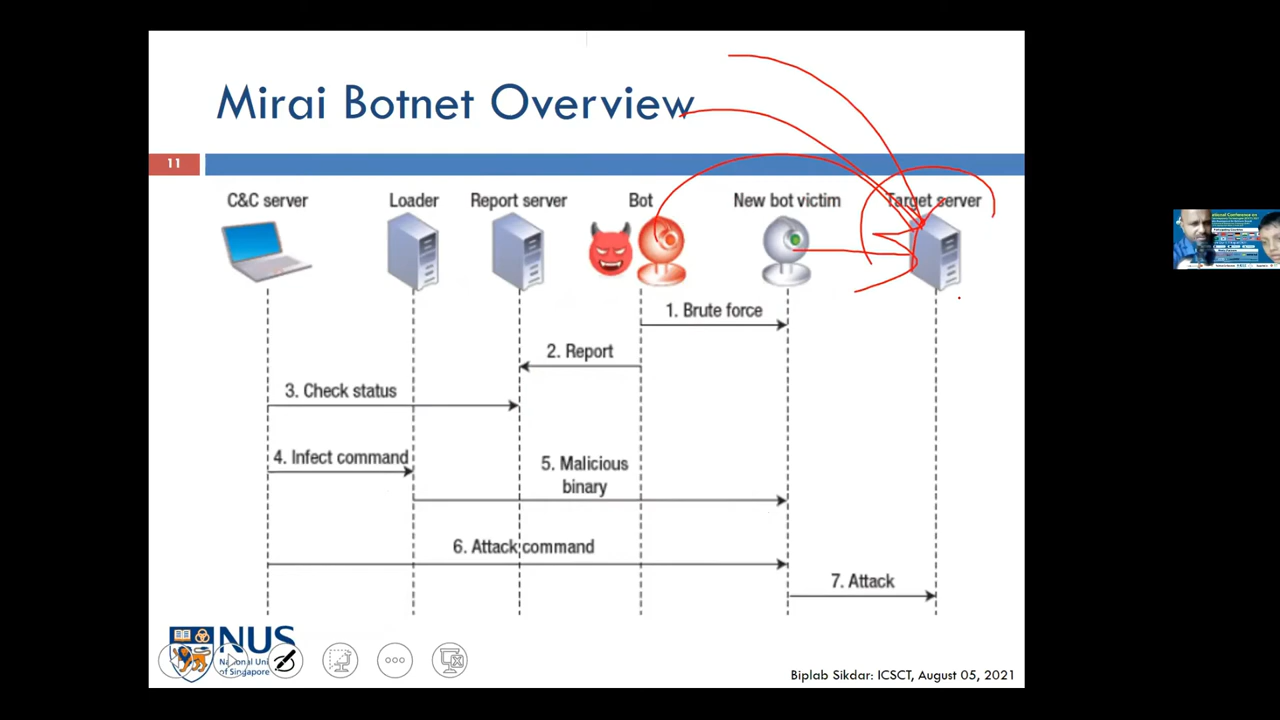 Mirai Botnet Overview
11
C&C server
Loader
Report server
Bot
New bot victim
Target server
1. Brute force
2. Report
3. Check status
4. Infect command
5. Malicious
binary
6. Attack command
7. Attack
NUS
of Singapore
Biplab Sikdar: ICSCT, August 05, 2021